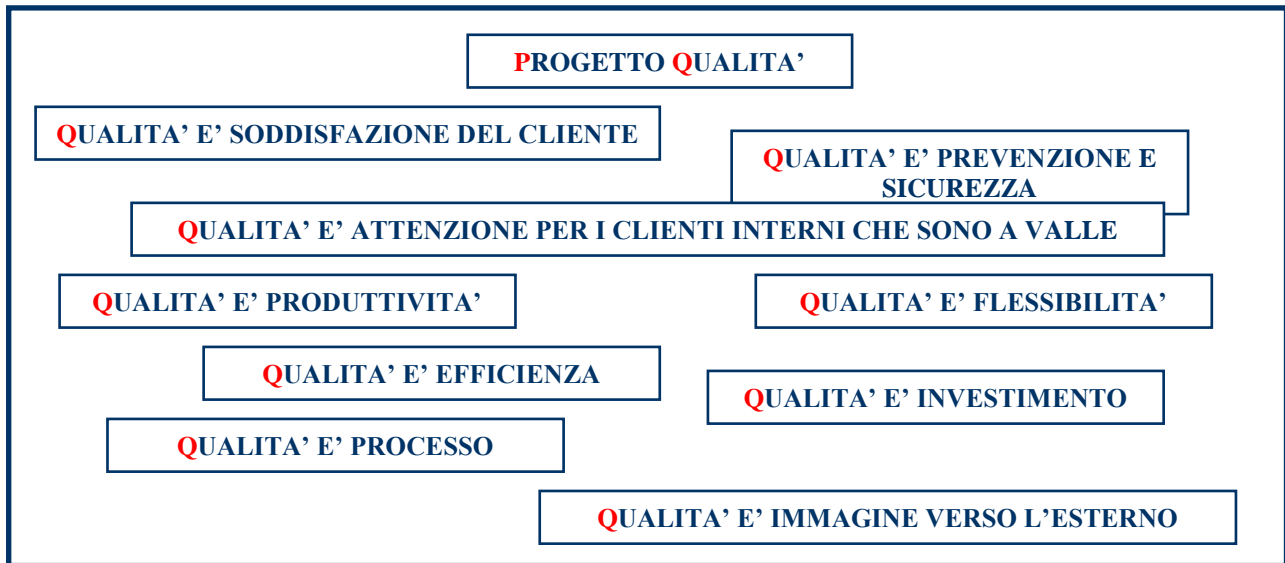 PROGETTO QUALITA’
QUALITA’ E’ SODDISFAZIONE DEL CLIENTE
QUALITA’ E’ PREVENZIONE E
SICUREZZA
QUALITA’ E’ ATTENZIONE PER I CLIENTI INTERNI CHE SONO A VALLE
QUALITA’ E’ PRODUTTIVITA’
QUALITA’ E’ FLESSIBILITA’
QUALITA’ E’ EFFICIENZA
QUALITA’ E’ INVESTIMENTO
QUALITA’ E’ PROCESSO
QUALITA’ E’ IMMAGINE VERSO L’ESTERNO